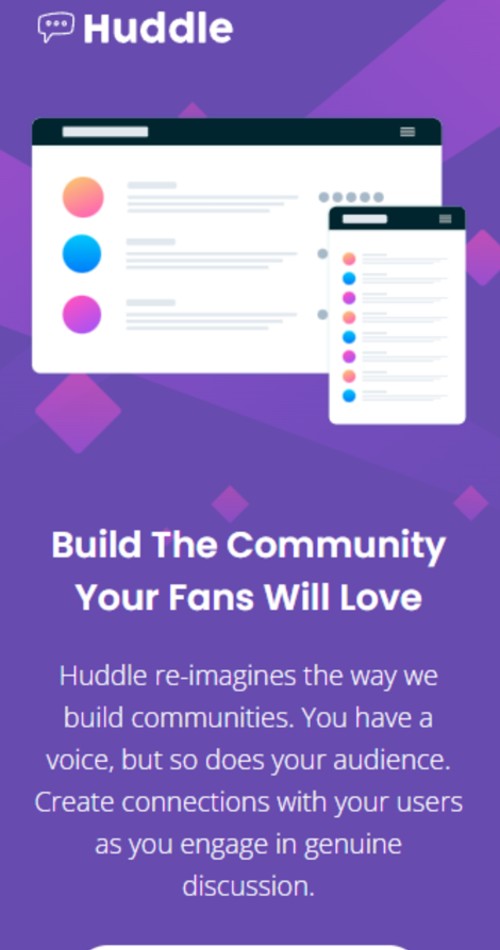 Huddle
Build The Community
Your Fans Will Love
Huddle re-imagines the way we
build communities. You have a
voice, but so does your audience.
Create connections with your users
as you engage in genuine
discussion.